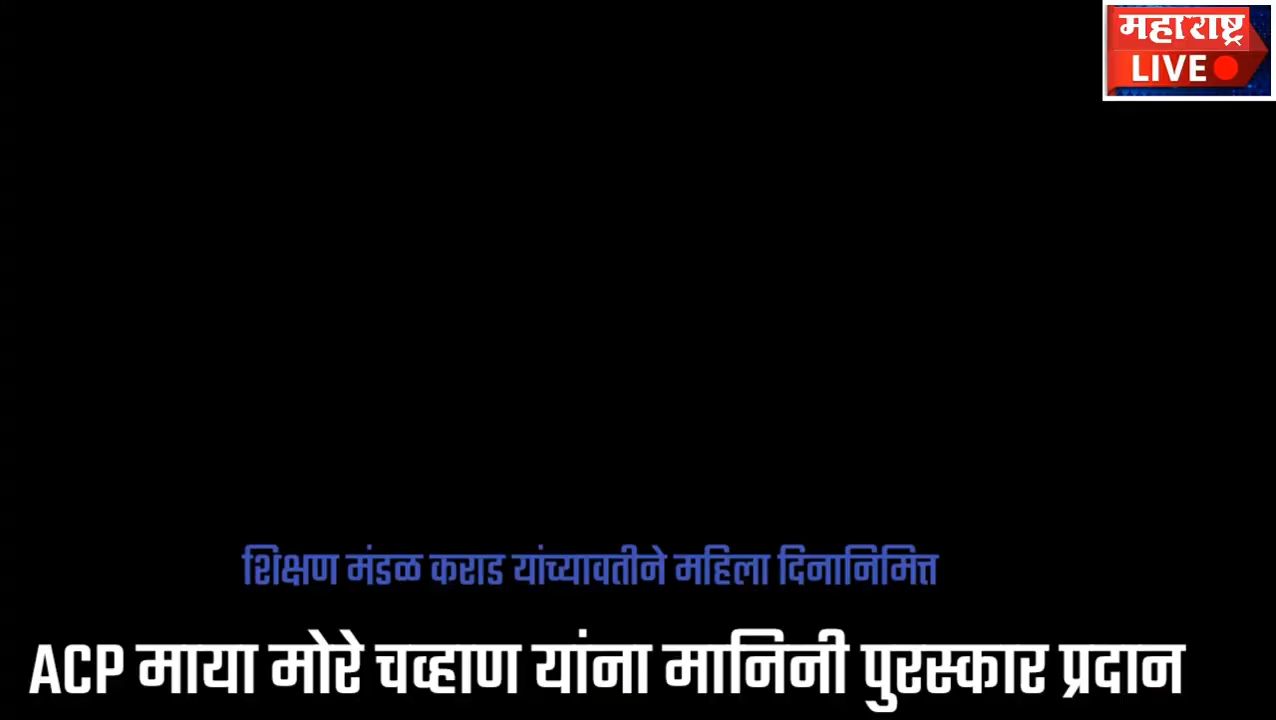 महाराष्ट्र
LIVE
शिक्षण मंडळ कराड यांच्यावतीने महिला दिनानिमित्त
ACP माया मोरे चव्हाण यांना मानिनी पुरस्कार प्रदान